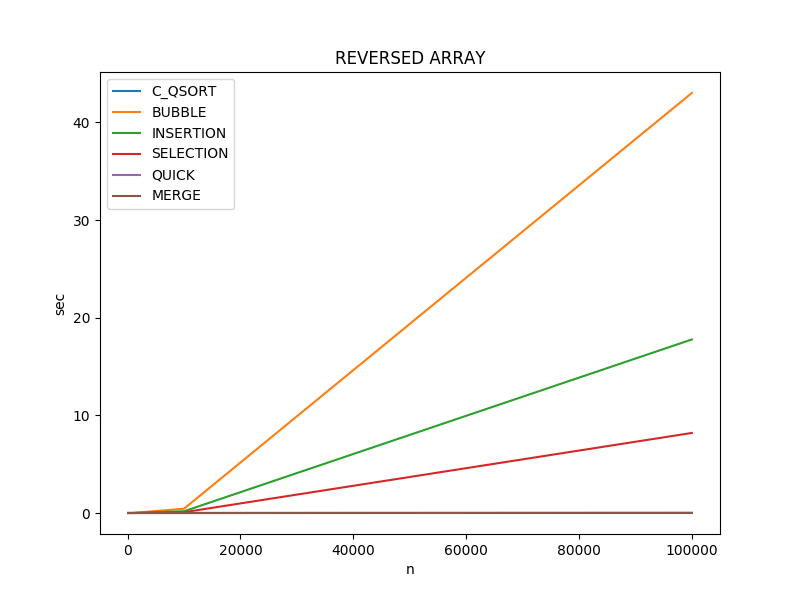 REVERSED ARRAY
C_QSORT
BUBBLE
INSERTION
SELECTION
QUICK
MERGE
40
30
20
10
0
sec
0 20000 40000 60000 80000 100000
n